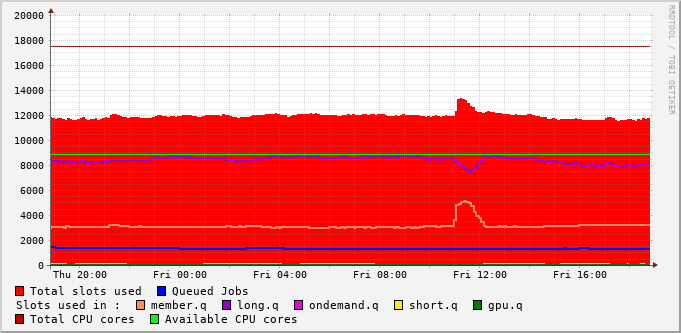 RRDTOOL / TOBI OETIKER
20000
18000
16000
14000
12000
10000
8000
6000
4000
2000
0
Thu 20:00 Fri 00:00 Fri 04:00 Fri 08:00 Fri 12:00 Fri 16:00
Total slots used Queued Jobs
Slots used in : member.q long.q ondemand.q short.q gpu.q
Total CPU cores Available CPU cores